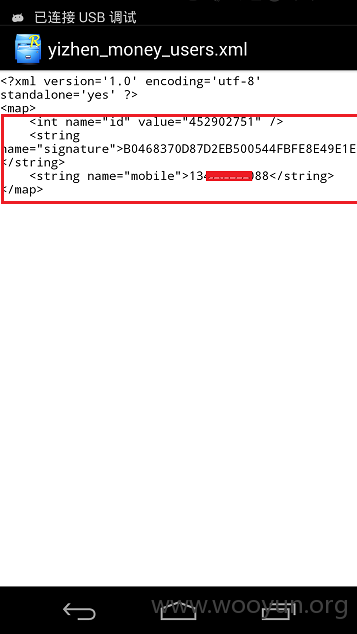 已连接 USB 调试
R
yizhen_money_users.xml
<?xml version='1.0' encoding='utf-8'
standalone='yes' ?>
<map>
<int name="id" value="452902751" />
<string
name="signature">B0468370D87D2EB500544FBFE8E49E1E
</string>
<string name="mobile">134 088</string>
</map>
www.wooyun.org